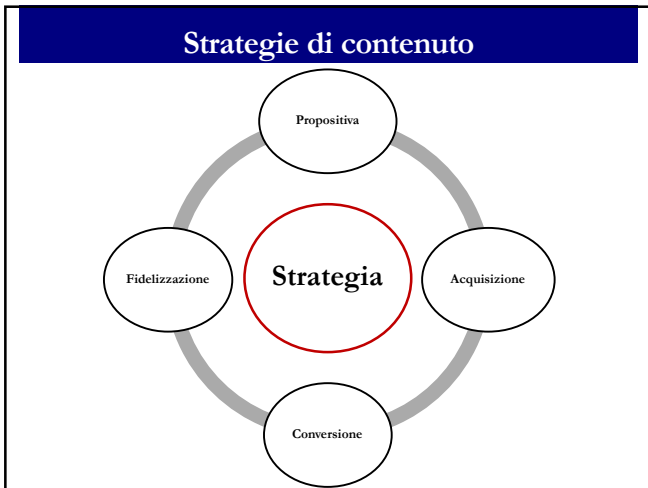 Strategie di contenuto
Propositiva
Fidelizzazione
Strategia
Acquisizione
Conversione